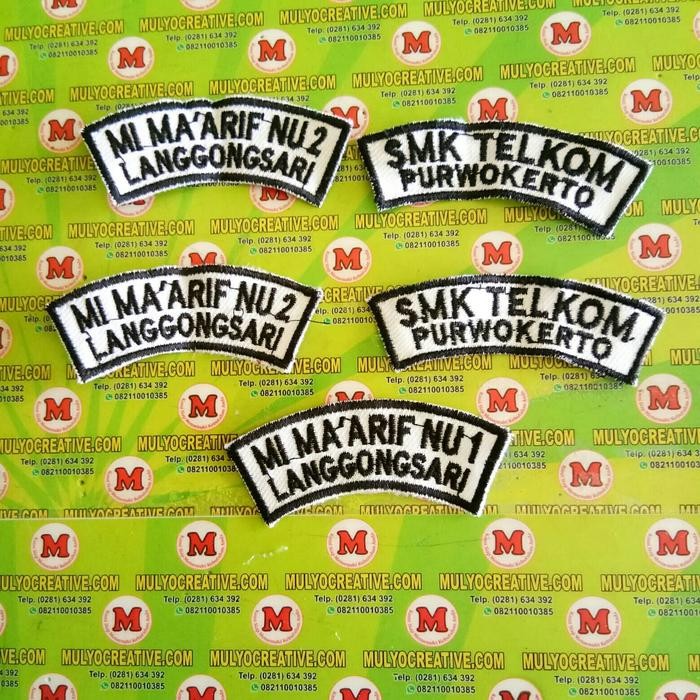 MI MA'ARIF NU 2
LANGGONGSARI
SMK TELKOM
PURWOKERTO
MI MA'ARIF NU 2
LANGGONGSARI
SMK TELKOM
PURWOKERTO
MI MA'ARIF NU 1
LANGGONGSARI
MULYOCREATIVE.COM
Telp. (0281) 634 392
082110010385
M